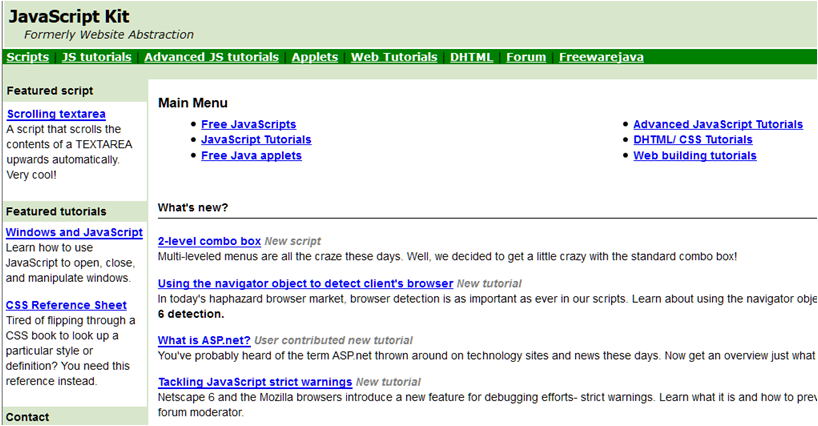 JavaScript Kit
Formerly Website Abstraction
Scripts | JS tutorials | Advanced JS tutorials | Applets | Web Tutorials | DHTML | Forum | Freewarejava
Featured script
Scrolling textarea
A script that scrolls the
contents of a TEXTAREA
upwards automatically.
Very cool!
Featured tutorials
Windows and JavaScript
Learn how to use
JavaScript to open, close,
and manipulate windows.
CSS Reference Sheet
Tired of flipping through a
CSS book to look up a
particular style or
definition? You need this
reference instead.
Contact
Main Menu
Free JavaScripts
JavaScript Tutorials
Free Java applets
Advanced JavaScript Tutorials
DHTML/ CSS Tutorials
Web building tutorials
What's new?
2-level combo box New script
Multi-leveled menus are all the craze these days. Well, we decided to get a little crazy with the standard combo box!
Using the navigator object to detect client's browser New tutorial
In today's haphazard browser market, browser detection is as important as ever in our scripts. Learn about using the navigator obje
6 detection.
What is ASP.net? User contributed new tutorial
You've probably heard of the term ASP.net thrown around on technology sites and news these days. Now get an overview just what
Tackling JavaScript strict warnings New tutorial
Netscape 6 and the Mozilla browsers introduce a new feature for debugging efforts- strict warnings. Learn what it is and how to prev
forum moderator.